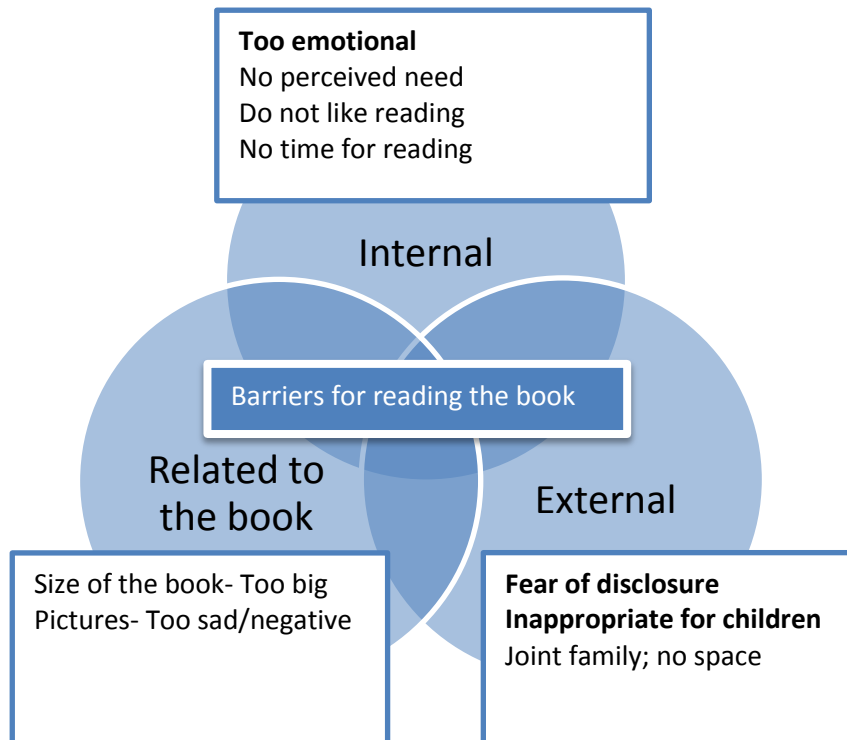 Too emotional
No perceived need
Do not like reading
No time for reading
Internal
Barriers for reading the book
Related to
the book
External
Size of the book- Too big
Pictures- Too sad/negative
Fear of disclosure
Inappropriate for children
Joint family; no space